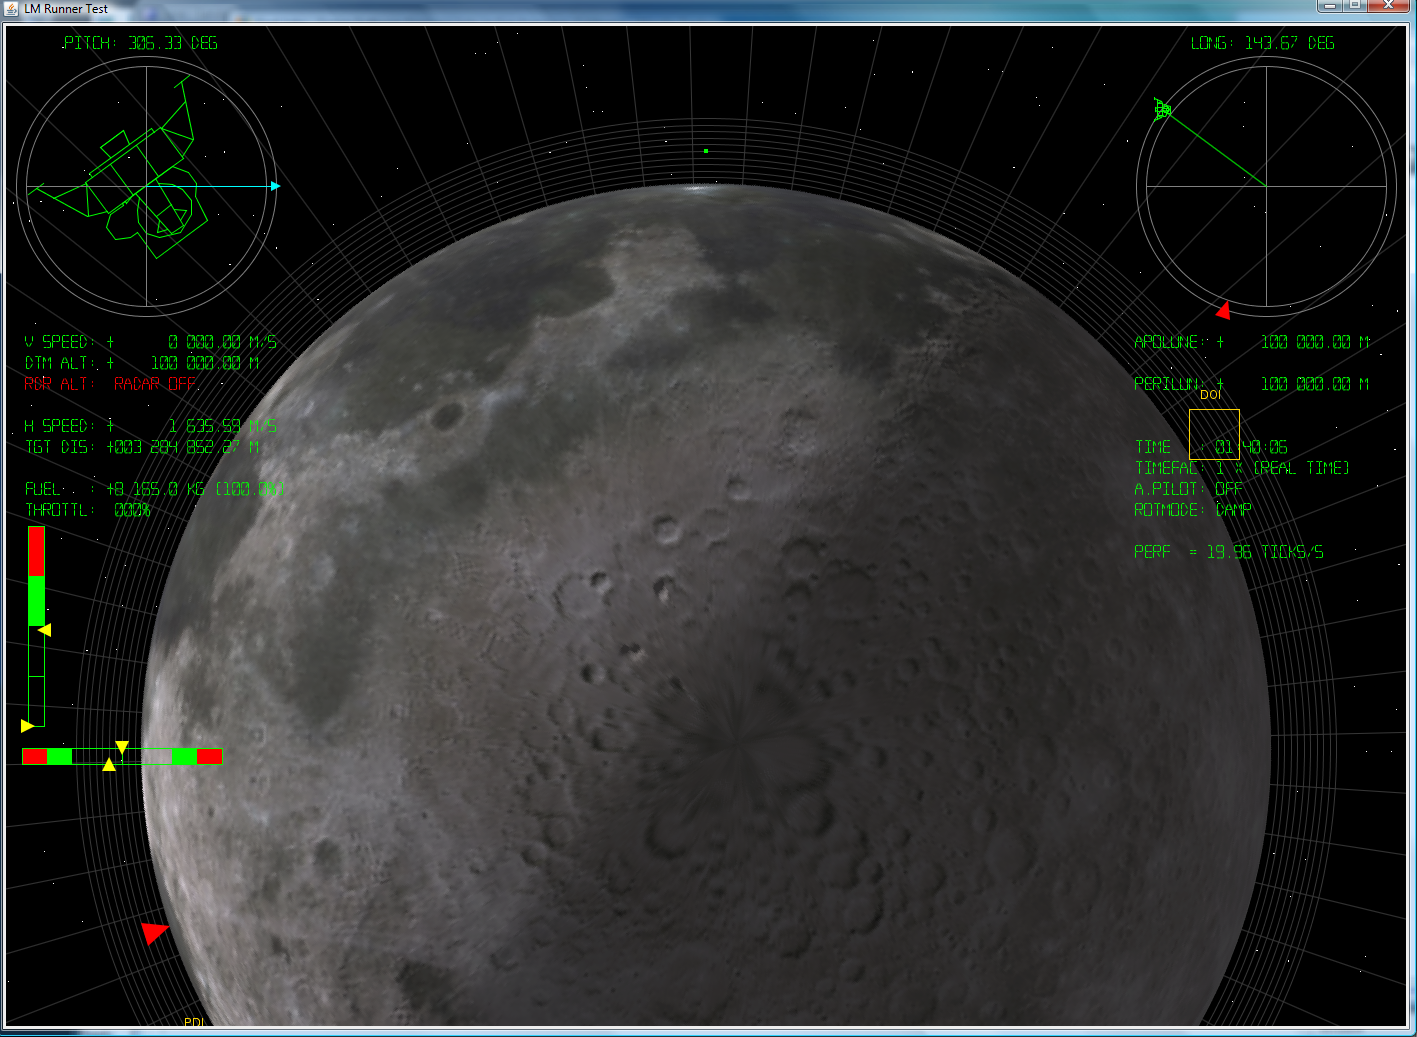 LM Runner Test
PITCH: 306.33 DEG
LONG: 143.67 DEG
V SPEED: + 0 000.00 M/S
DTM ALT: + 100 000.00 M
RDR ALT: RADAR OFF
H SPEED: + 1 635.59 M/S
TGT DIS: +003 284 852.27 M
FUEL : +8 165.0 KG (100.0%)
THROTTL: 000%
APOLUNE: + 100 000.00 M
PERILUN: + 100 000.00 M
DOI
TIME : 01:40:06
TIMEFAC: 1 X (REAL TIME)
A.PILOT: OFF
ROTMODE: DAMP
PERF = 19.96 TICKS/S
PDI